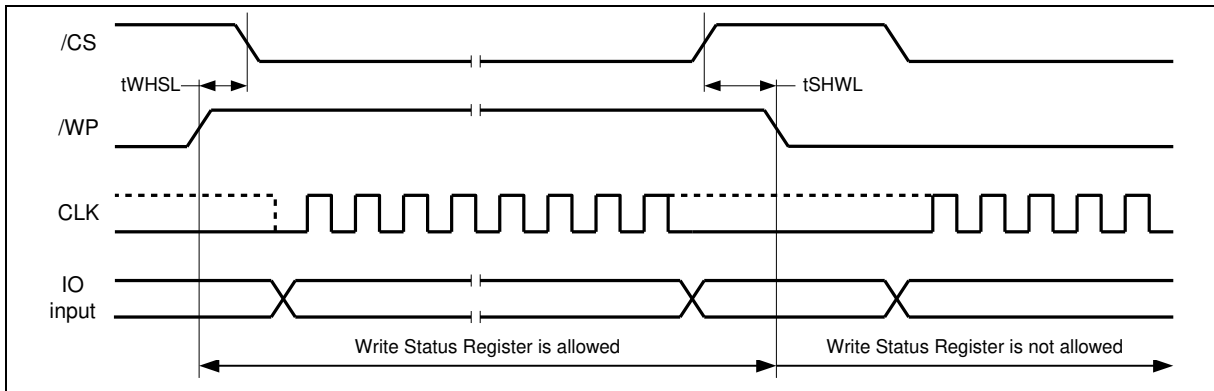 /CS
tWHSL
tSHWL
/WP
CLK
IO
input
Write Status Register is allowed
Write Status Register is not allowed